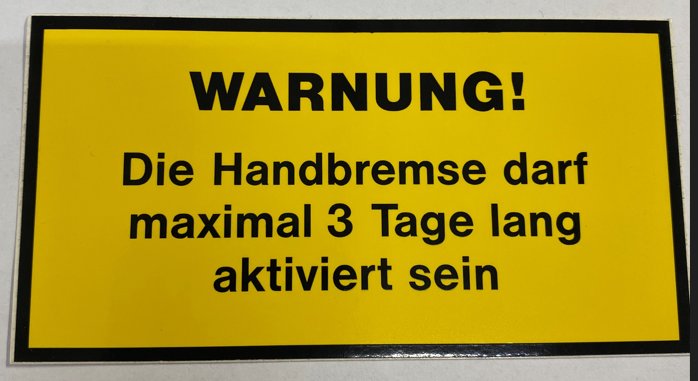 WARNUNG!
Die Handbremse darf
maximal 3 Tage lang
aktiviert sein